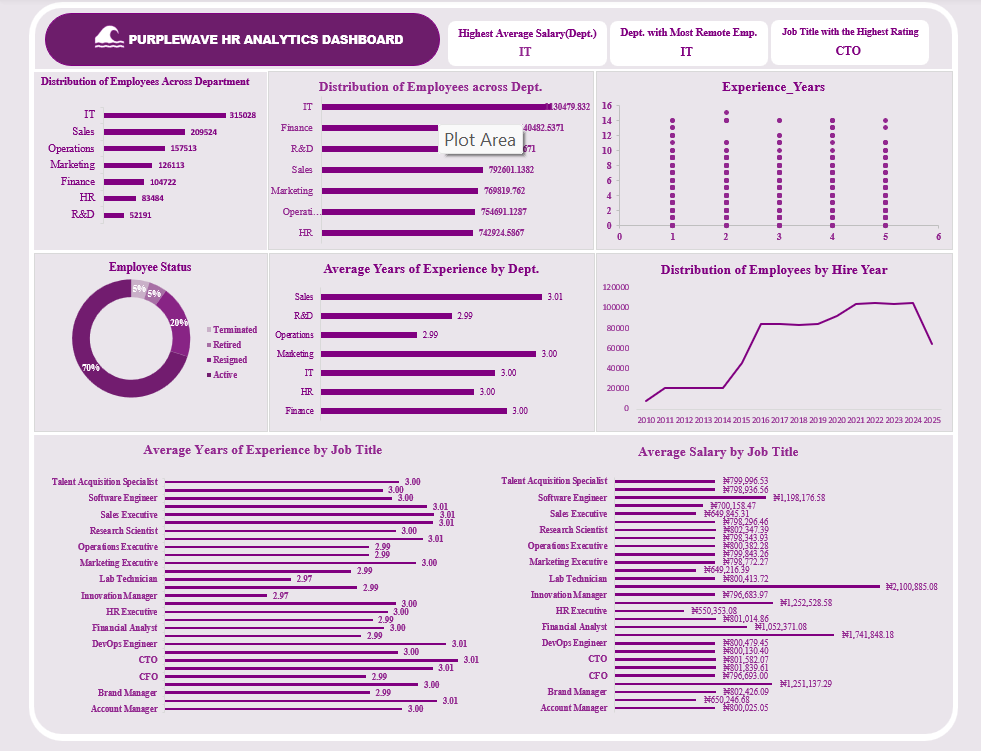 PURPLEWAVE HR ANALYTICS DASHBOARD
Highest Average Salary(Dept.)
IT
Dept. with Most Remote Emp.
IT
Job Title with the Highest Rating
CTO
Distribution of Employees Across Department
IT 315028
Sales 209524
Operations 157513
Marketing 126113
Finance 104722
HR 83484
R&D 52191
Distribution of Employees across Dept.
IT 1130479.832
Finance 40482.5371
R&D 671
Plot Area
Sales 792601.1382
Marketing 769819.762
Operati... 754691.1287
HR 742924.5867
Experience_Years
16
14
12
10
8
6
4
2
0
0 1 2 3 4 5 6
Employee Status
5% 5%
20%
70%
Terminated
Retired
Resigned
Active
Average Years of Experience by Dept.
Sales 3.01
R&D 2.99
Operations 2.99
Marketing 3.00
IT 3.00
HR 3.00
Finance 3.00
Distribution of Employees by Hire Year
120000
100000
80000
60000
40000
20000
0
2010 2011 2012 2013 2014 2015 2016 2017 2018 2019 2020 2021 2022 2023 2024 2025
Average Years of Experience by Job Title
Talent Acquisition Specialist 3.00
3.00
Software Engineer 3.00
3.01
Sales Executive 3.01
3.01
Research Scientist 3.00
3.01
Operations Executive 2.99
2.99
Marketing Executive 3.00
2.99
Lab Technician 2.97
2.99
Innovation Manager 2.97
3.00
HR Executive 3.00
2.99
Financial Analyst 3.00
2.99
DevOps Engineer 3.01
3.00
CTO 3.01
3.01
CFO 2.99
3.00
Brand Manager 2.99
3.01
Account Manager 3.00
Average Salary by Job Title
Talent Acquisition Specialist ₦799,996.53
₦798,936.56
Software Engineer ₦1,198,176.58
₦700,158.47
Sales Executive ₦649,845.31
₦798,296.46
Research Scientist ₦802,347.39
₦798,343.93
Operations Executive ₦800,382.28
₦799,843.26
Marketing Executive ₦798,772.27
₦649,216.39
Lab Technician ₦800,413.72
₦2,100,885.08
Innovation Manager ₦796,683.97
₦1,252,528.58
HR Executive ₦550,353.08
₦801,014.86
Financial Analyst ₦1,052,371.08
₦1,741,848.18
DevOps Engineer ₦800,479.45
₦800,130.40
CTO ₦801,582.07
₦801,839.61
CFO ₦796,693.00
₦1,251,137.29
Brand Manager ₦802,426.09
₦650,246.68
Account Manager ₦800,025.05